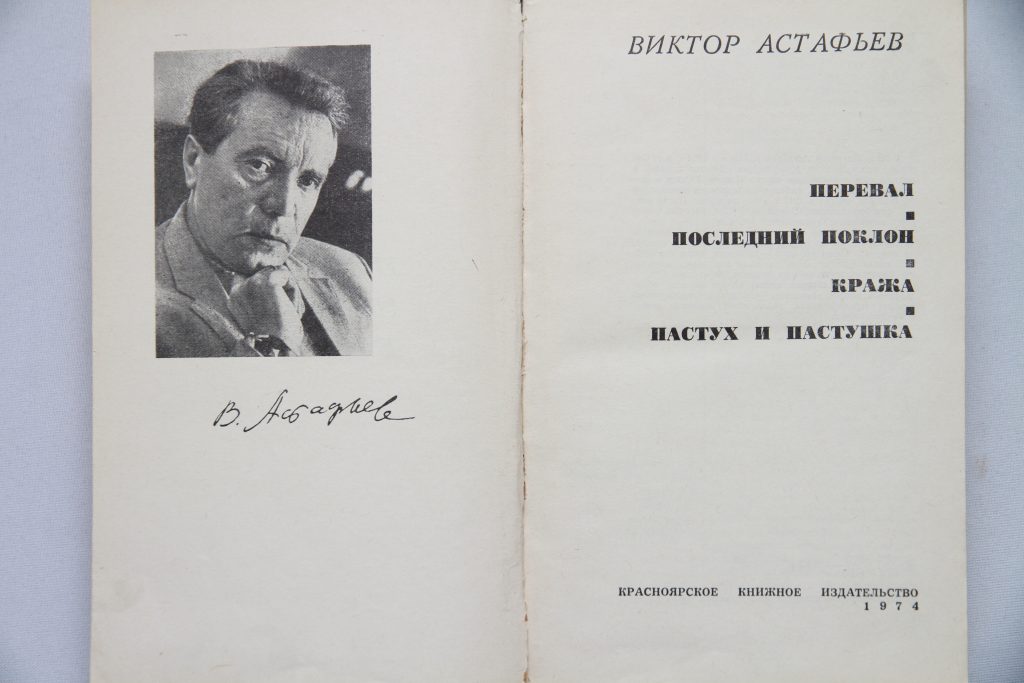 В. Астафьев
ВИКТОР АСТАФЬЕВ
ПЕРЕВАЛ
ПОСЛЕДНИЙ ПОКЛОН
КРАЖА
ПАСТУХ И ПАСТУШКА
КРАСНОЯРСКОЕ КНИЖНОЕ ИЗДАТЕЛЬСТВО
1974